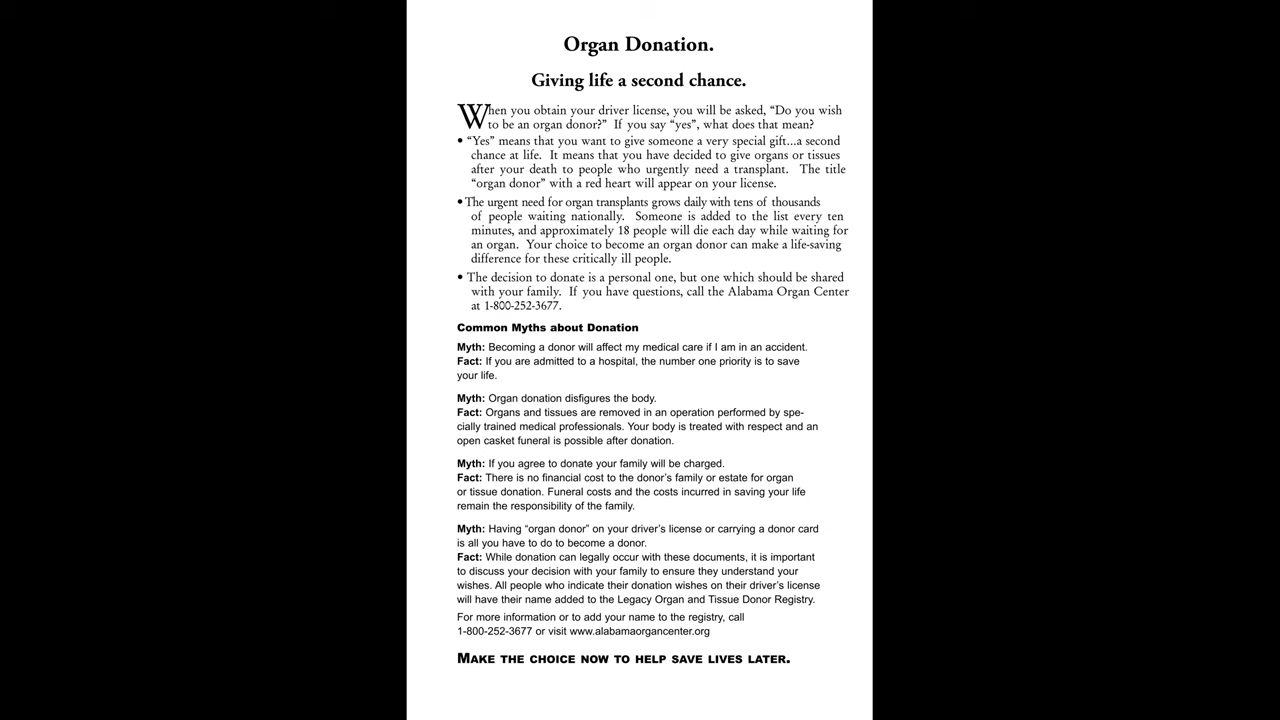 Organ Donation.
Giving life a second chance.
When you obtain your driver license, you will be asked, “Do you wish
to be an organ donor?” If you say “yes”, what does that mean?
• “Yes” means that you want to give someone a very special gift...a second
chance at life. It means that you have decided to give organs or tissues
after your death to people who urgently need a transplant. The title
“organ donor” with a red heart will appear on your license.
• The urgent need for organ transplants grows daily with tens of thousands
of people waiting nationally. Someone is added to the list every ten
minutes, and approximately 18 people will die each day while waiting for
an organ. Your choice to become an organ donor can make a life-saving
difference for these critically ill people.
• The decision to donate is a personal one, but one which should be shared
with your family. If you have questions, call the Alabama Organ Center
at 1-800-252-3677.
Common Myths about Donation
Myth: Becoming a donor will affect my medical care if I am in an accident.
Fact: If you are admitted to a hospital, the number one priority is to save
your life.
Myth: Organ donation disfigures the body.
Fact: Organs and tissues are removed in an operation performed by spe-
cially trained medical professionals. Your body is treated with respect and an
open casket funeral is possible after donation.
Myth: If you agree to donate your family will be charged.
Fact: There is no financial cost to the donor’s family or estate for organ
or tissue donation. Funeral costs and the costs incurred in saving your life
remain the responsibility of the family.
Myth: Having “organ donor” on your driver’s license or carrying a donor card
is all you have to do to become a donor.
Fact: While donation can legally occur with these documents, it is important
to discuss your decision with your family to ensure they understand your
wishes. All people who indicate their donation wishes on their driver’s license
will have their name added to the Legacy Organ and Tissue Donor Registry.
For more information or to add your name to the registry, call
1-800-252-3677 or visit www.alabamaorgancenter.org
MAKE THE CHOICE NOW TO HELP SAVE LIVES LATER.